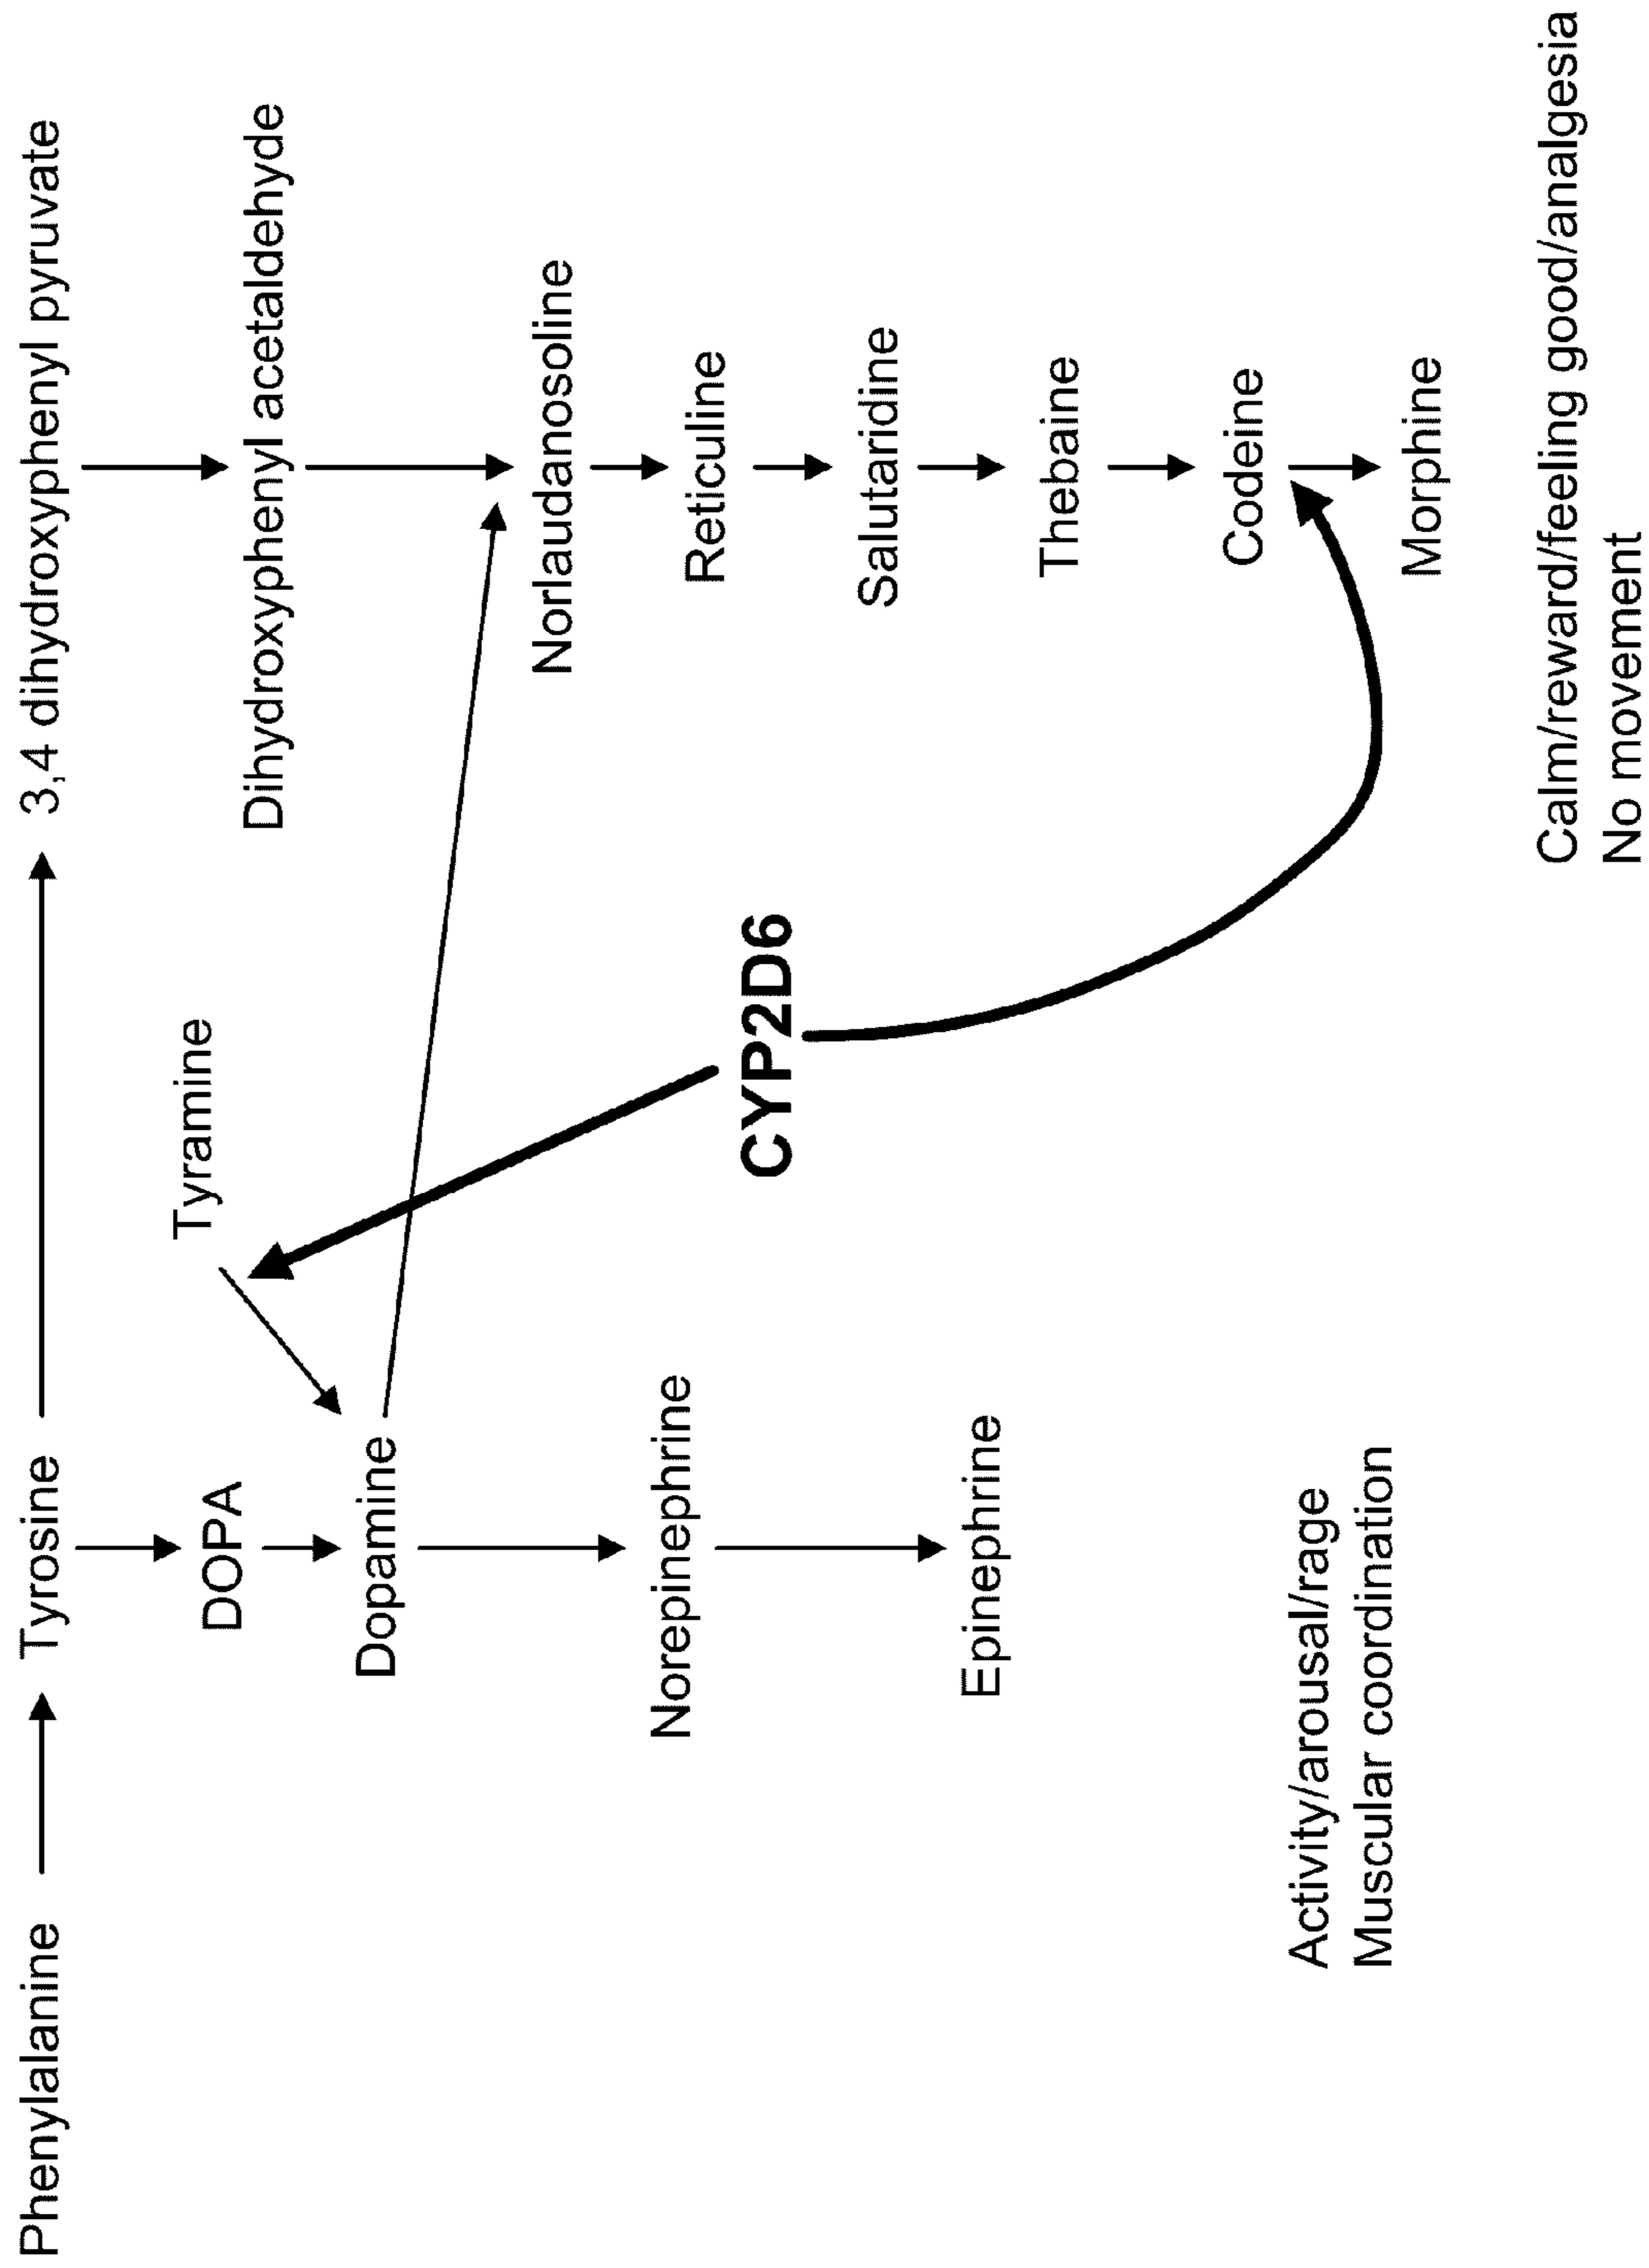 Phenylalanine
Tyrosine
3,4 dihydroxyphenyl pyruvate
DOPA
Tyramine
Dihydroxyphenyl acetaldehyde
Dopamine
Norlaudanosoline
Norepinephrine
Reticuline
CYP2D6
Salutaridine
Epinephrine
Thebaine
Codeine
Morphine
Activity/arousal/rage
Muscular coordination
Calm/reward/feeling good/analgesia
No movement